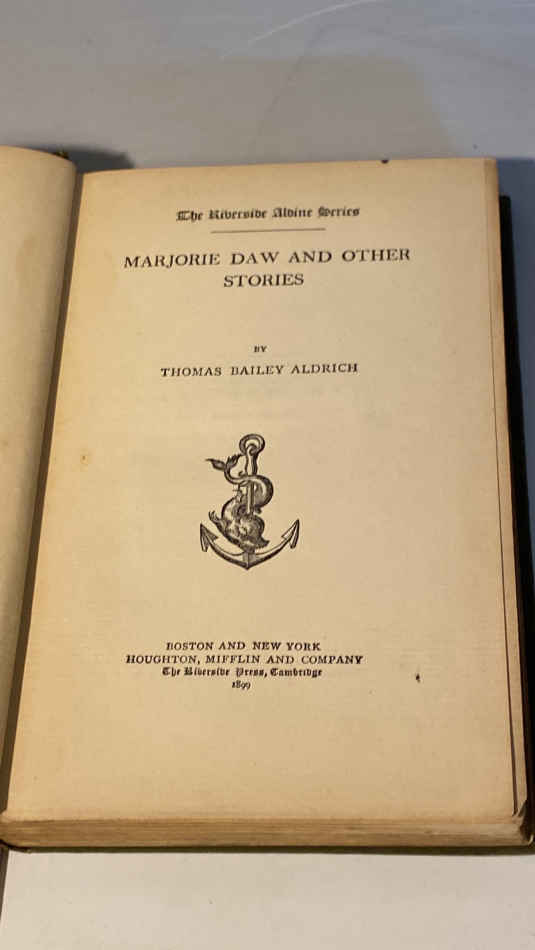 The Riverside Aldine Series
MARJORIE DAW AND OTHER
STORIES
BY
THOMAS BAILEY ALDRICH
BOSTON AND NEW YORK
HOUGHTON, MIFFLIN AND COMPANY
The Riverside Press, Cambridge
1899